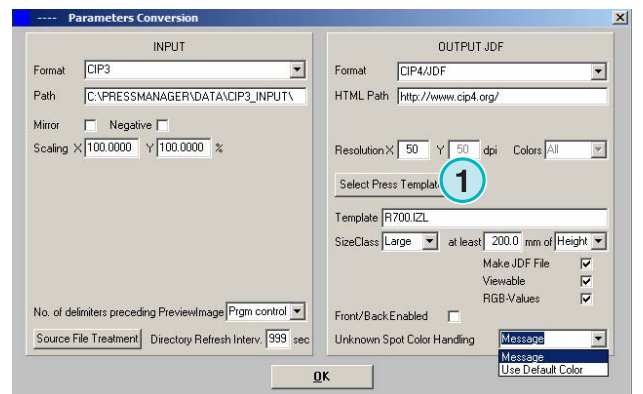 ---- Parameters Conversion
INPUT
Format CIP3
Path C:\PRESSMANAGER\DATA\CIP3_INPUT\
Mirror Negative
Scaling X 100.0000 Y 100.0000 %
No. of delimiters preceding PreviewImage Prgm control
Source File Treatment Directory Refresh Interv. 999 sec
OUTPUT JDF
Format CIP4/JDF
HTML Path http://www.cip4.org/
Resolution X 50 Y 50 dpi Colors All
Select Press Templat
1
Template R700.IZL
SizeClass Large at least 200.0 mm of Height
Make JDF File
Viewable
RGB-Values
Front/Back Enabled
Unknown Spot Color Handling Message
Message
Use Default Color
OK